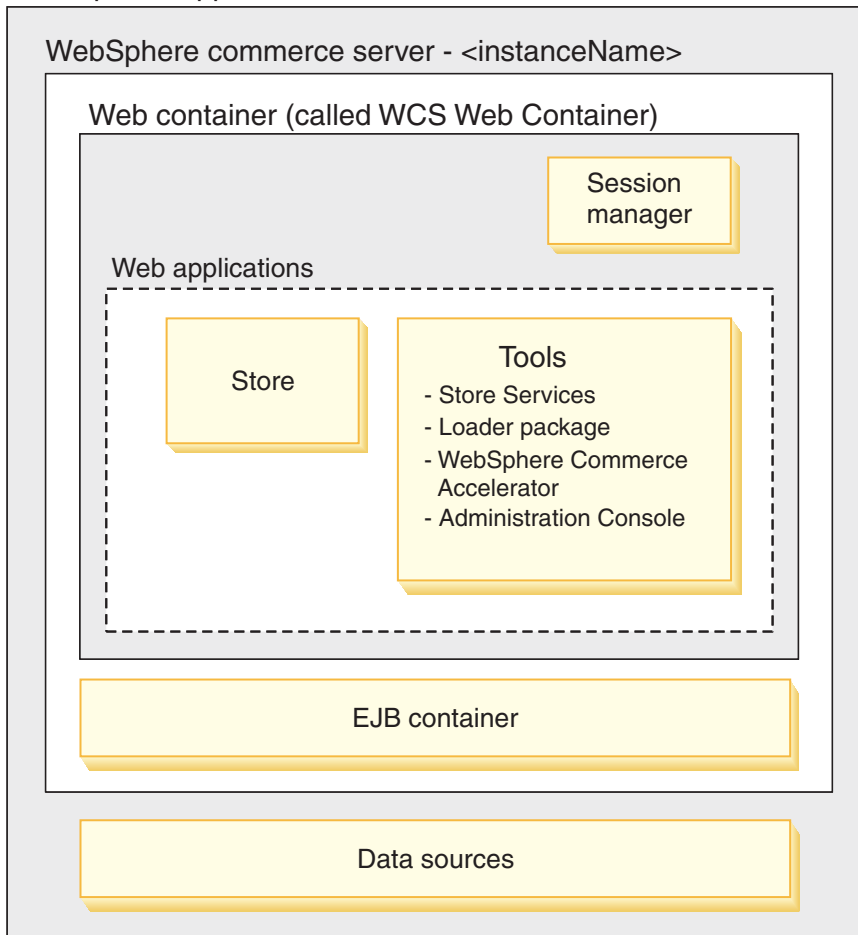 WebSphere commerce server - <instanceName>
Web container (called WCS Web Container)
Session
manager
Web applications
Store
Tools
- Store Services
- Loader package
- WebSphere Commerce
Accelerator
- Administration Console
EJB container
Data sources